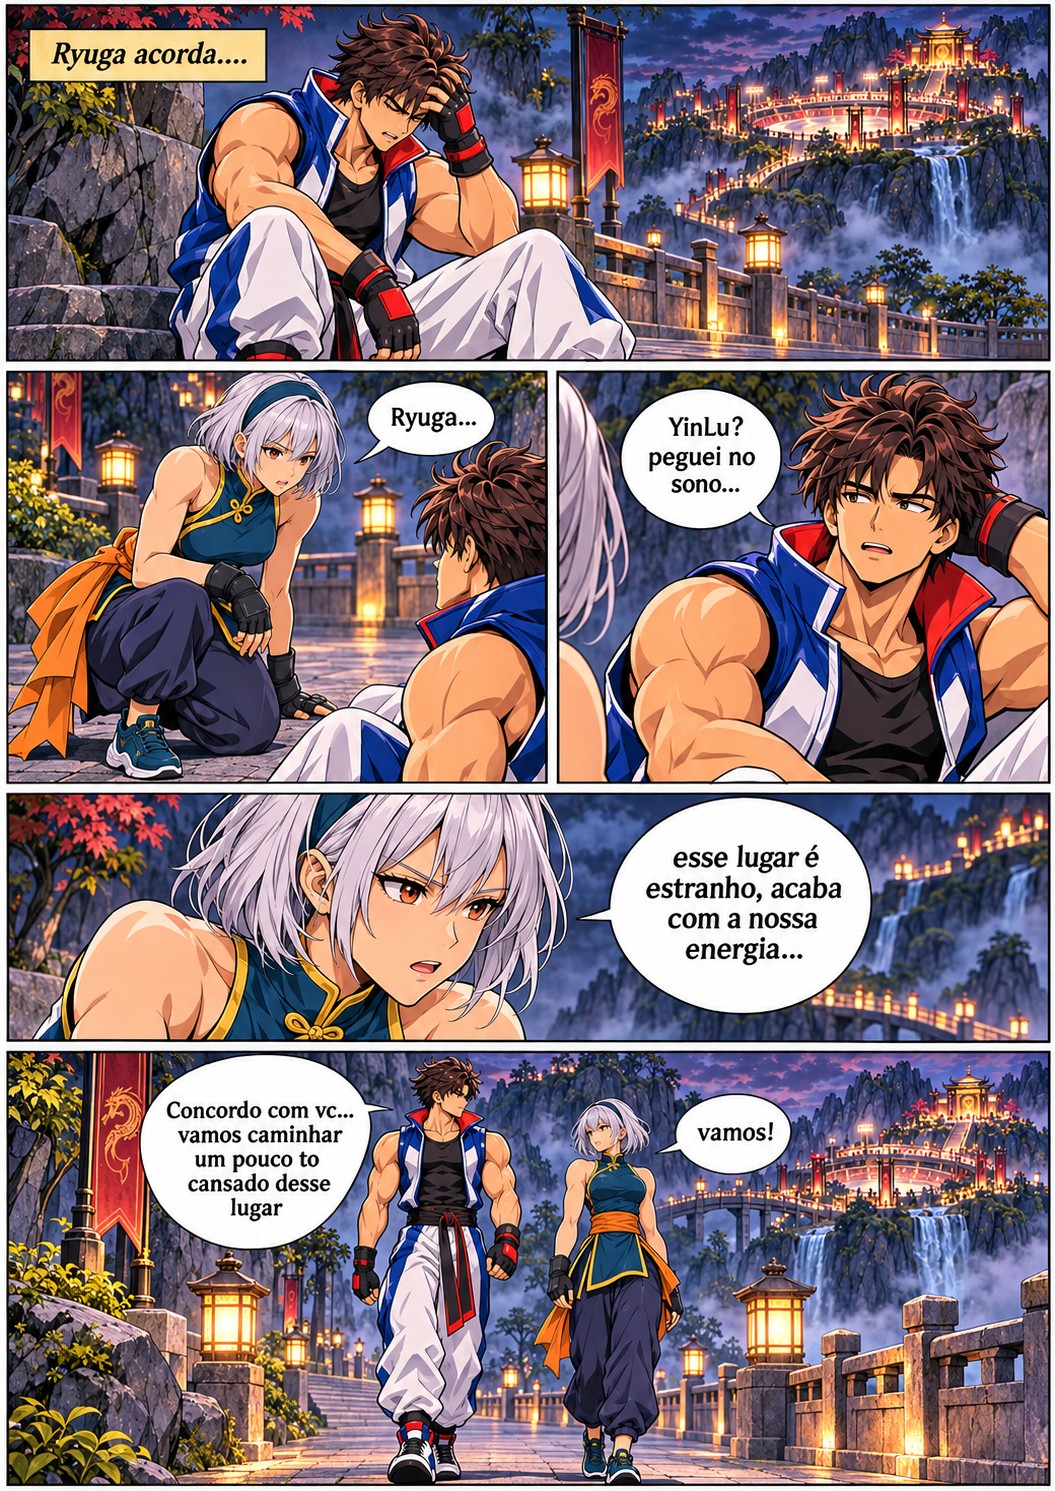 Ryuga acorda....
Ryuga...
YinLu?
peguei no
sono...
esse lugar é
estranho, acaba
com a nossa
energia...
Concordo com vc...
vamos caminhar
um pouco to
cansado desse
lugar
vamos!